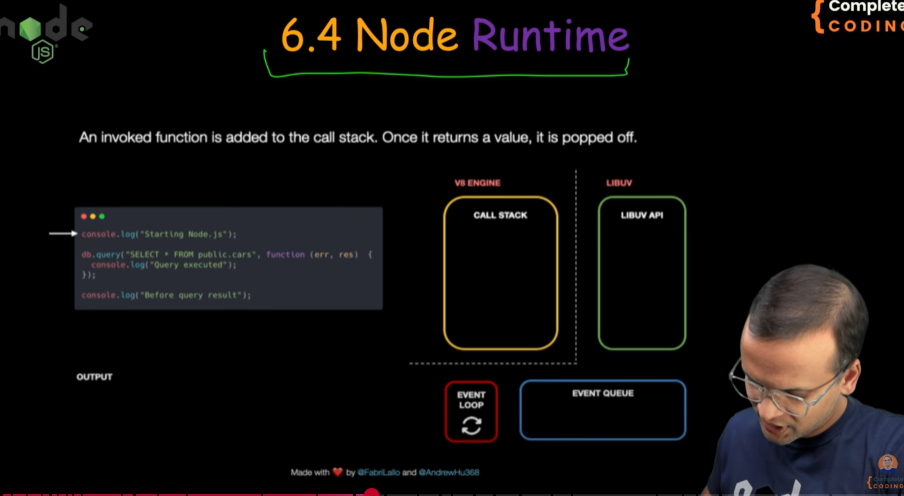 node
JS
6.4 Node Runtime
Complete
CODING
An invoked function is added to the call stack. Once it returns a value, it is popped off.
V8 ENGINE
LIBUV
CALL STACK
LIBUV API
console.log("Starting Node.js");
db.query("SELECT * FROM public.cars", function (err, res) {
console.log("Query executed");
});
console.log("Before query result");
OUTPUT
EVENT
LOOP
EVENT QUEUE
Made with ❤️ by @FabriLallo and @AndrewHu368
CODING